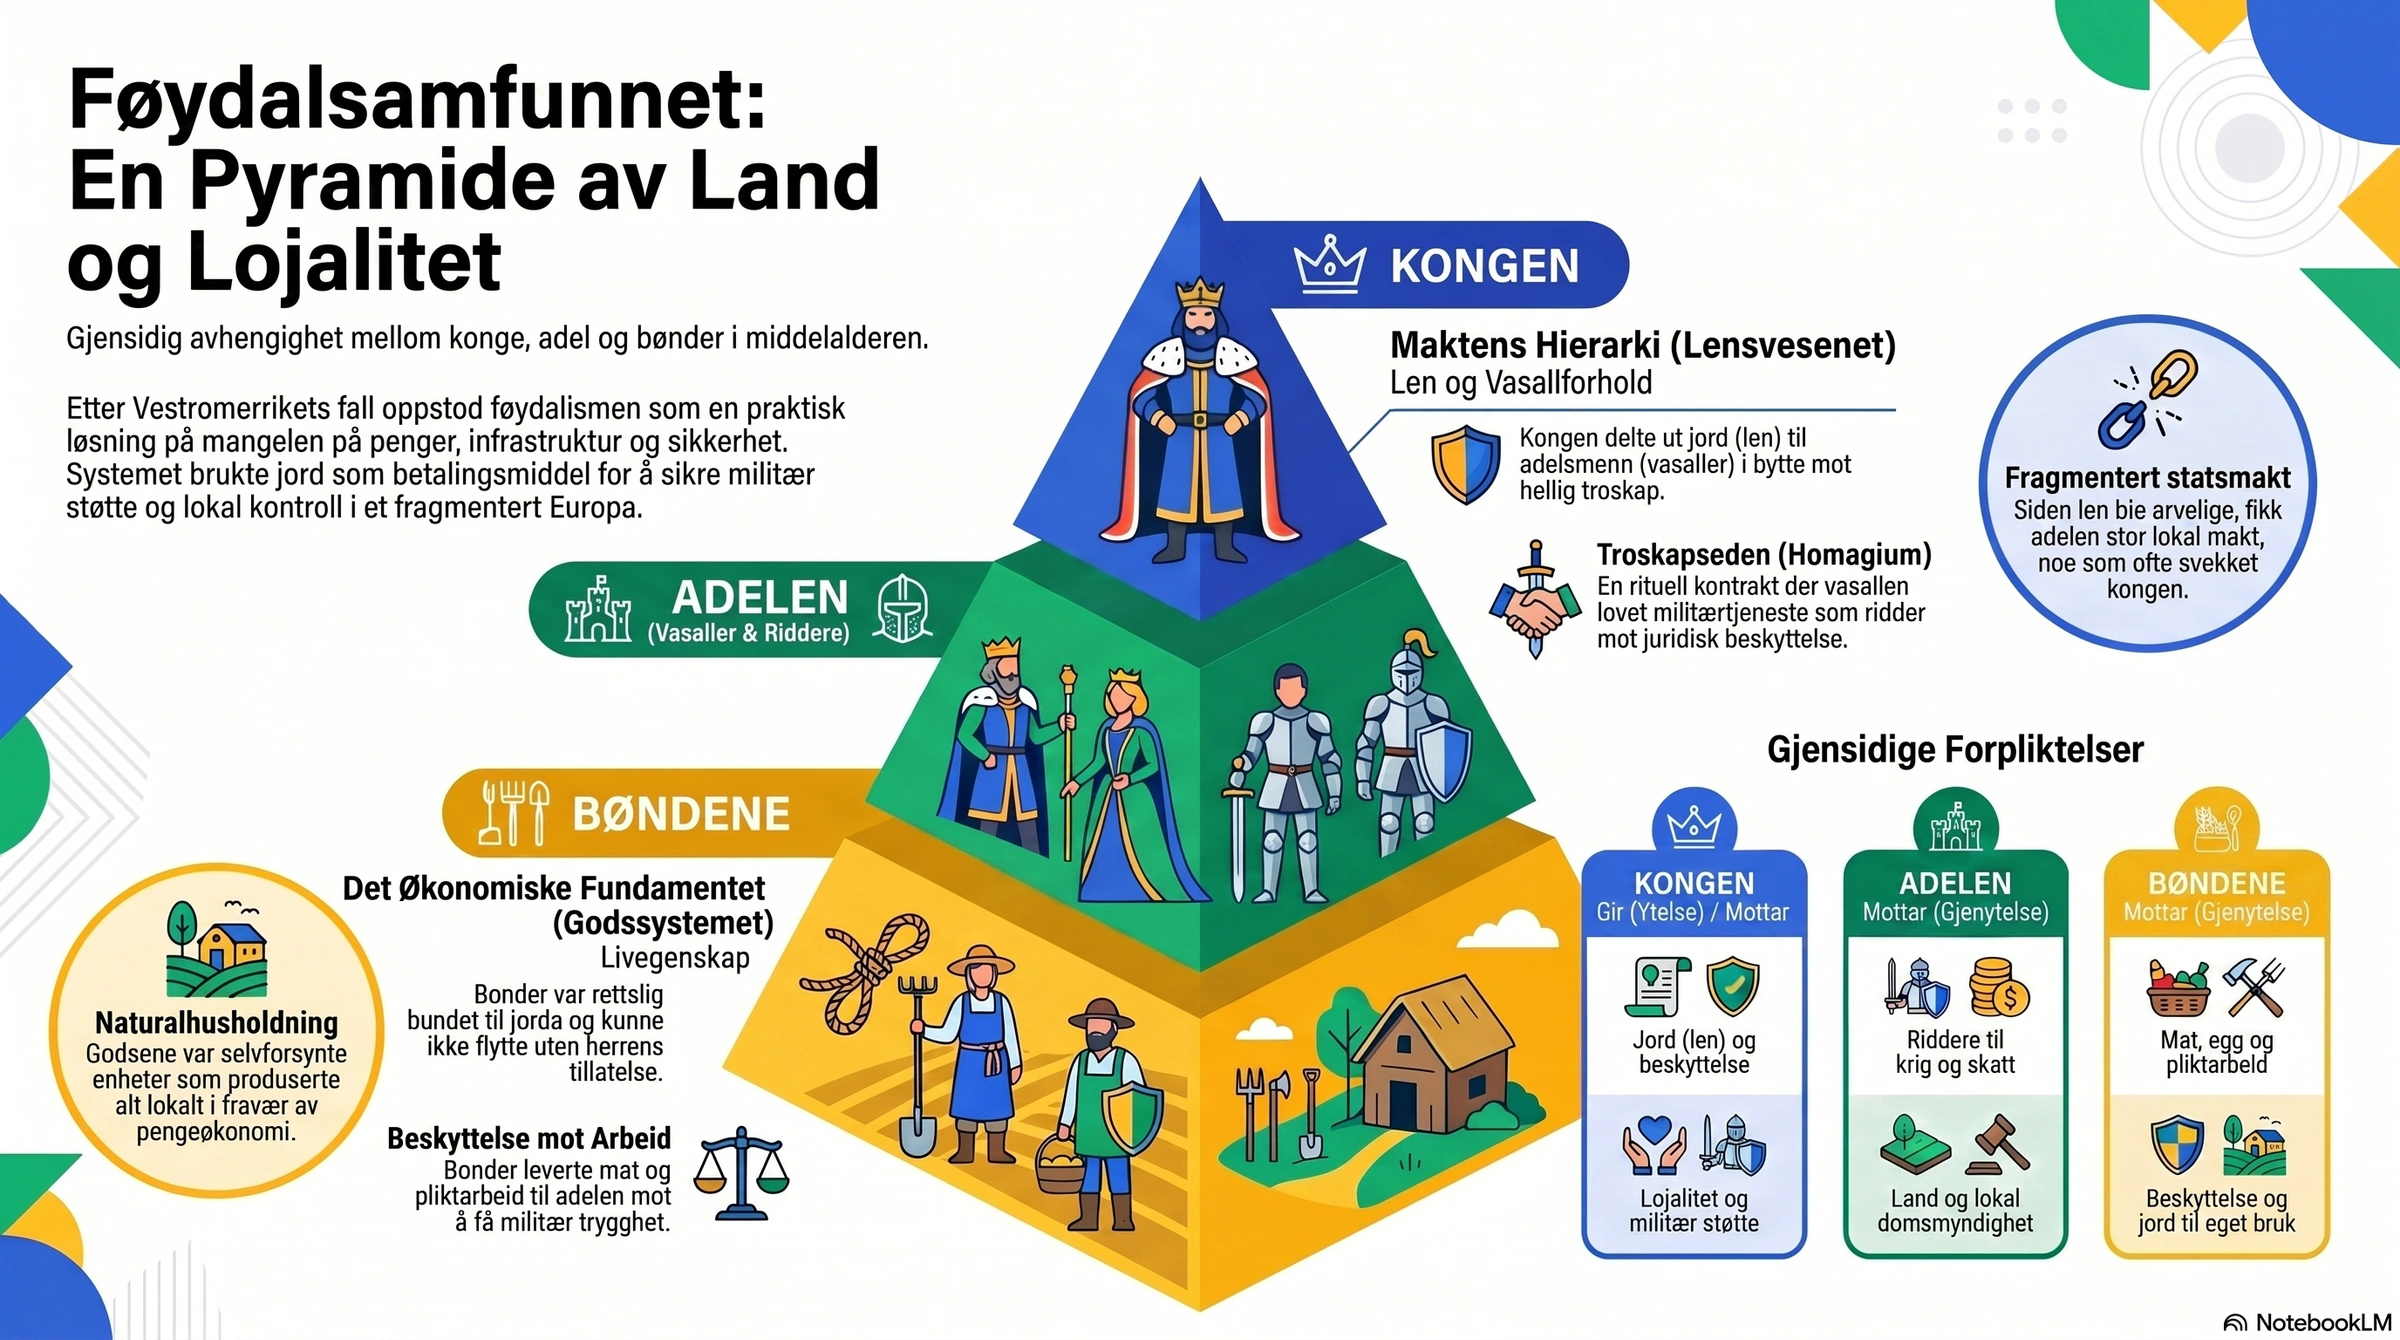 Føydalsamfunnet:
En Pyramide av Land
og Lojalitet
Gjensidig avhengighet mellom konge, adel og bønder i middelalderen.
Etter Vestromerrikets fall oppstod føydalismen som en praktisk
løsning på mangelen på penger, infrastruktur og sikkerhet.
Systemet brukte jord som betalingsmiddel for å sikre militær
støtte og lokal kontroll i et fragmentert Europa.
KONGEN
Maktens Hierarki (Lensvesenet)
Len og Vasallforhold
Kongen delte ut jord (len) til
adelsmenn (vasaller) i bytte mot
hellig troskap.
Troskapseden (Homagium)
En rituell kontrakt der vasallen
lovet militærtjeneste som ridder
mot juridisk beskyttelse.
Fragmentert statsmakt
Siden len bie arvelige, fikk
adelen stor lokal makt,
noe som ofte svekket
kongen.
ADELEN
(Vasaller & Riddere)
BØNDENE
Det Økonomiske Fundamentet
(Godssystemet)
Livegenskap
Bonder var rettslig
bundet til jorda og kunne
ikke flytte uten herrens
tillatelse.
Beskyttelse mot Arbeid
Bonder leverte mat og
pliktarbeid til adelen mot
å få militær trygghet.
Naturalhusholdning
Godsene var selvforsynte
enheter som produserte
alt lokalt i fravær av
pengeøkonomi.
Gjensidige Forpliktelser
KONGEN
Gir (Ytelse) / Mottar
Jord (len) og
beskyttelse
Lojalitet og
militær støtte
ADELEN
Mottar (Gjenytelse)
Riddere til
krig og skatt
Land og lokal
domsmyndighet
BØNDENE
Mottar (Gjenytelse)
Mat, egg og
pliktarbeld
Beskyttelse og
jord til eget bruk
NotebookLM